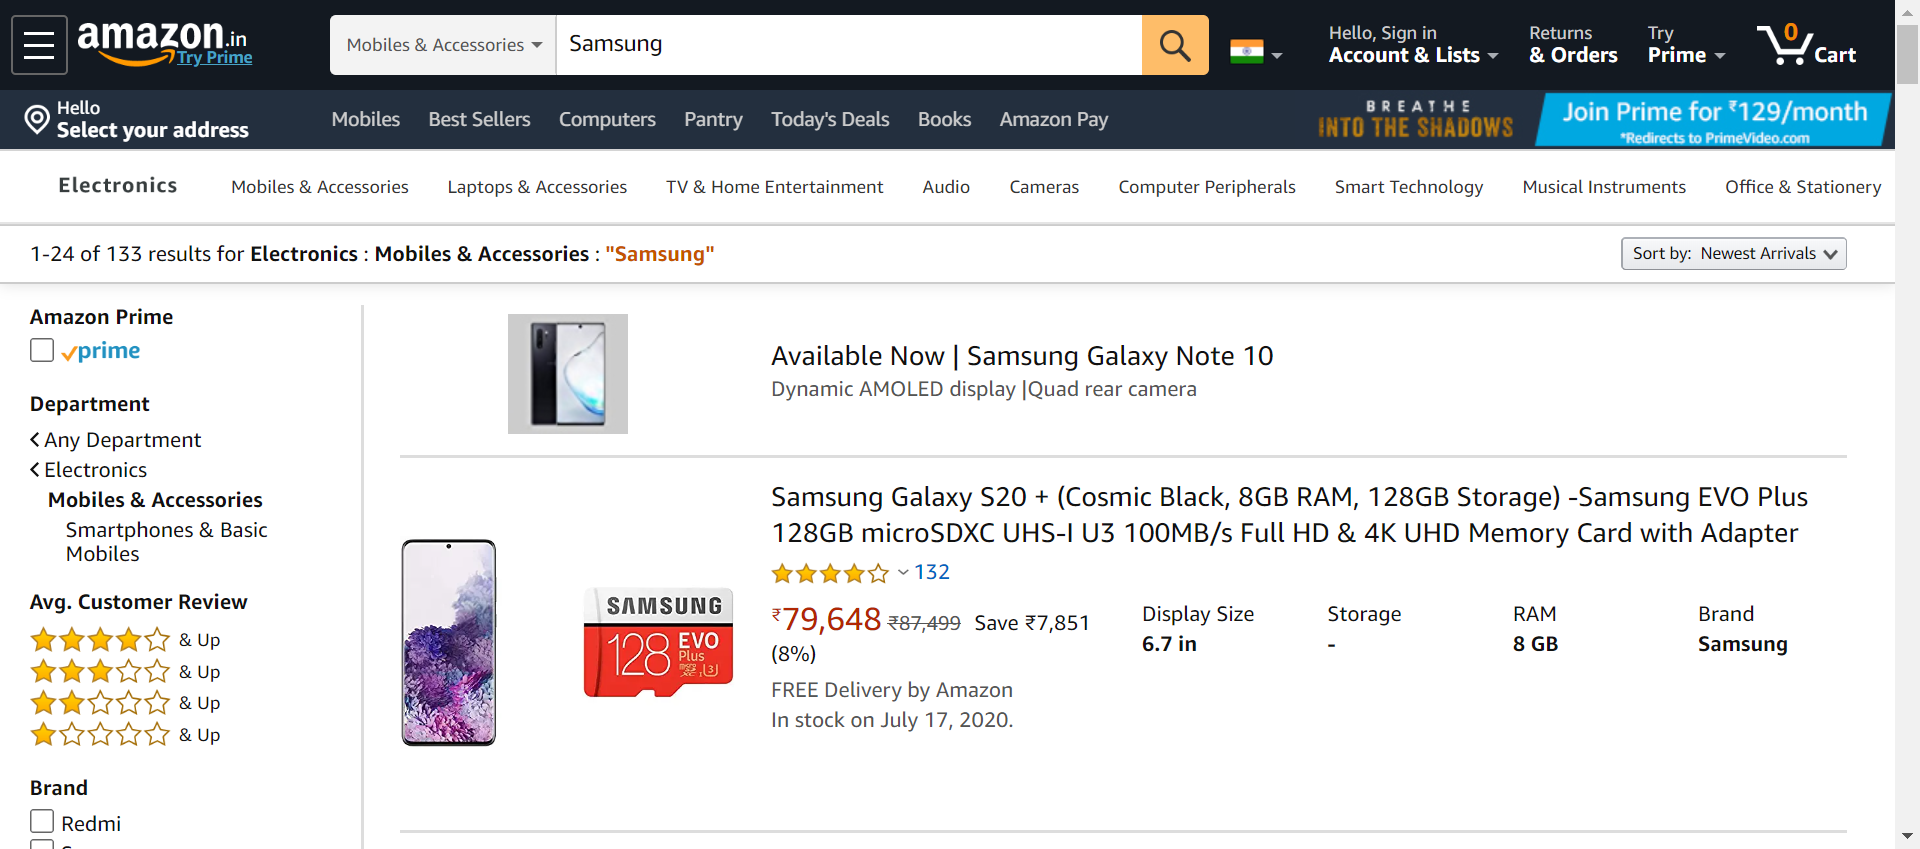 amazon.in
Try Prime
Mobiles & Accessories
Samsung
Hello, Sign in
Account & Lists
Returns
& Orders
Try
Prime
0
Cart
Hello
Select your address
Mobiles
Best Sellers
Computers
Pantry
Today's Deals
Books
Amazon Pay
BREATHE
INTO THE SHADOWS
Join Prime for ₹129/month
*Redirects to PrimeVideo.com
Electronics
Mobiles & Accessories
Laptops & Accessories
TV & Home Entertainment
Audio
Cameras
Computer Peripherals
Smart Technology
Musical Instruments
Office & Stationery
1-24 of 133 results for Electronics : Mobiles & Accessories : "Samsung"
Sort by: Newest Arrivals
Amazon Prime
prime
Department
Any Department
Electronics
Mobiles & Accessories
Smartphones & Basic
Mobiles
Avg. Customer Review
& Up
& Up
& Up
& Up
Brand
Redmi
Available Now | Samsung Galaxy Note 10
Dynamic AMOLED display |Quad rear camera
Samsung Galaxy S20 + (Cosmic Black, 8GB RAM, 128GB Storage) -Samsung EVO Plus
128GB microSDXC UHS-I U3 100MB/s Full HD & 4K UHD Memory Card with Adapter
132
₹79,648 ₹87,499 Save ₹7,851
(8%)
FREE Delivery by Amazon
In stock on July 17, 2020.
Display Size
6.7 in
Storage
-
RAM
8 GB
Brand
Samsung
SAMSUNG
128 EVO
Plus